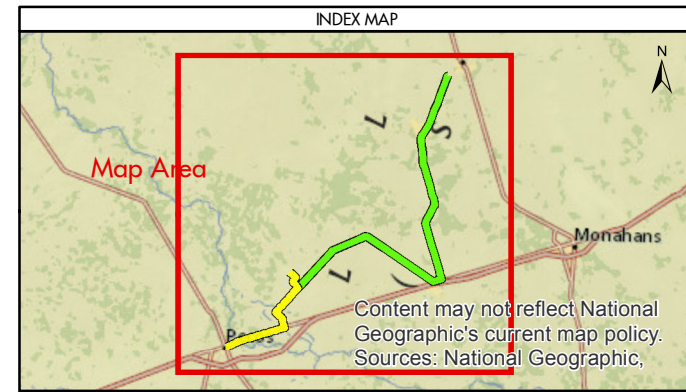 INDEX MAP
N
L
S
Map Area
Monahans
L
(
Content may not reflect National
Geographic's current map policy.
Sources: National Geographic,